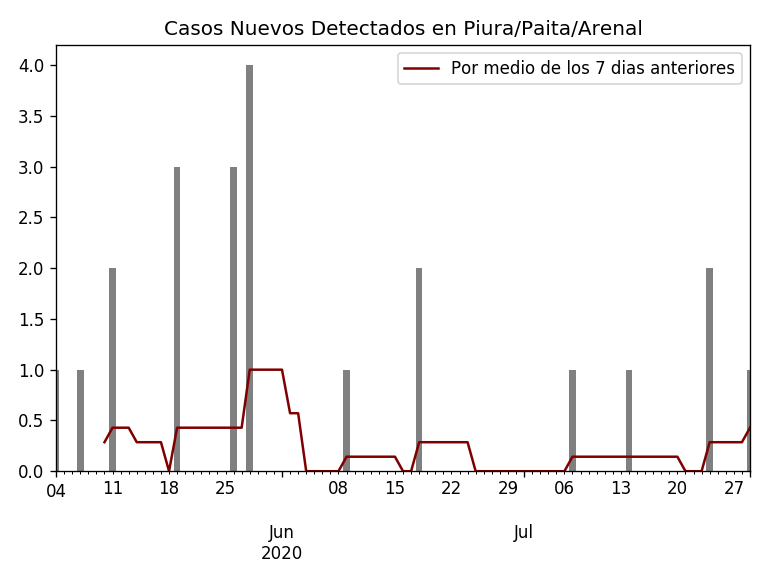 Casos Nuevos Detectados en Piura/Paita/Arenal
Por medio de los 7 dias anteriores
4.0
3.5
3.0
2.5
2.0
1.5
1.0
0.5
0.0
04 11 18 25 08 15 22 29 06 13 20 27
Jun Jul
2020